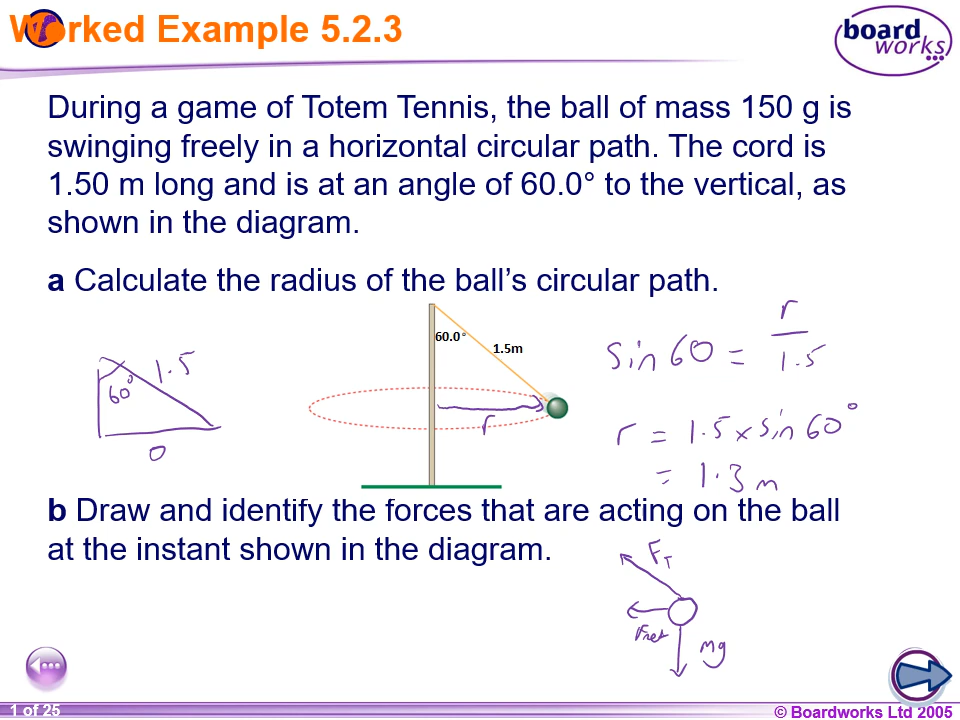 Worked Example 5.2.3
board
works
During a game of Totem Tennis, the ball of mass 150 g is
swinging freely in a horizontal circular path. The cord is
1.50 m long and is at an angle of 60.0° to the vertical, as
shown in the diagram.
a Calculate the radius of the ball's circular path.
60.0°
1.5m
r
60°
1.5
O
sin 60 = r / 1.5
r = 1.5 × sin 60°
= 1.3 m
b Draw and identify the forces that are acting on the ball
at the instant shown in the diagram.
F_T
Fnet
mg
1 of 25
© Boardworks Ltd 2005